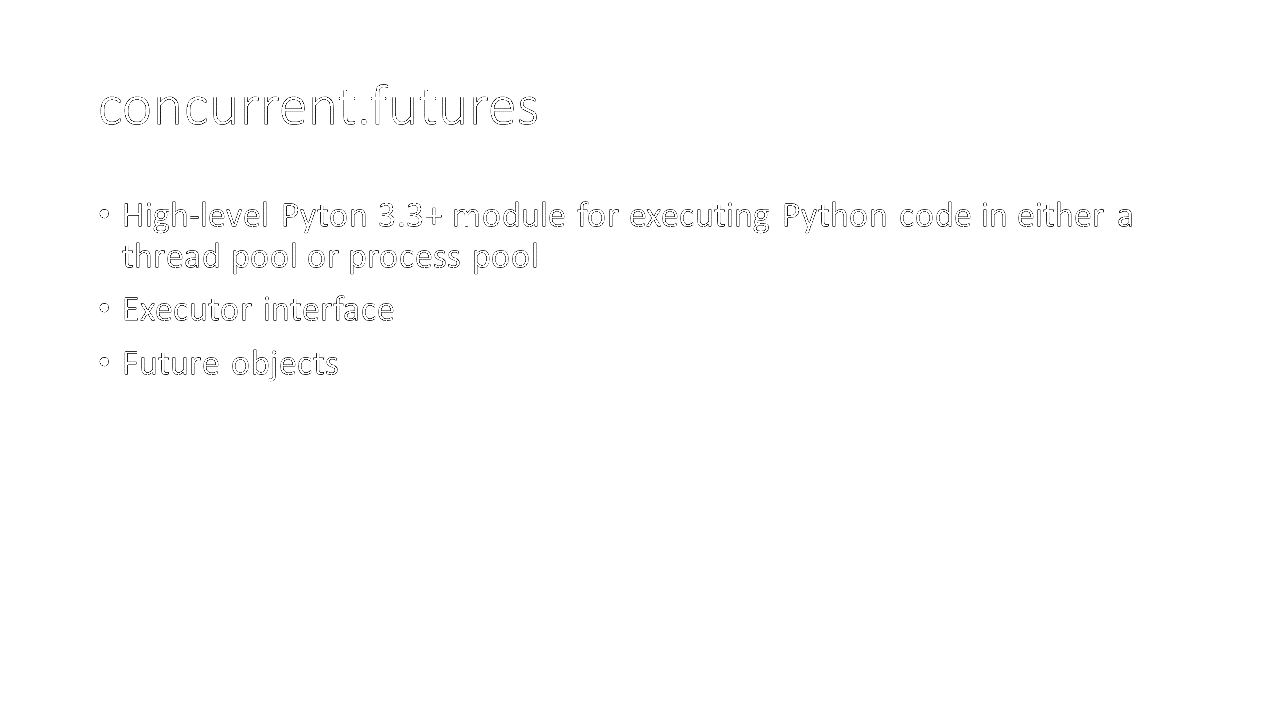 concurrent.futures
• High-level Pyton 3.3+ module for executing Python code in either a
thread pool or process pool
• Executor interface
• Future objects